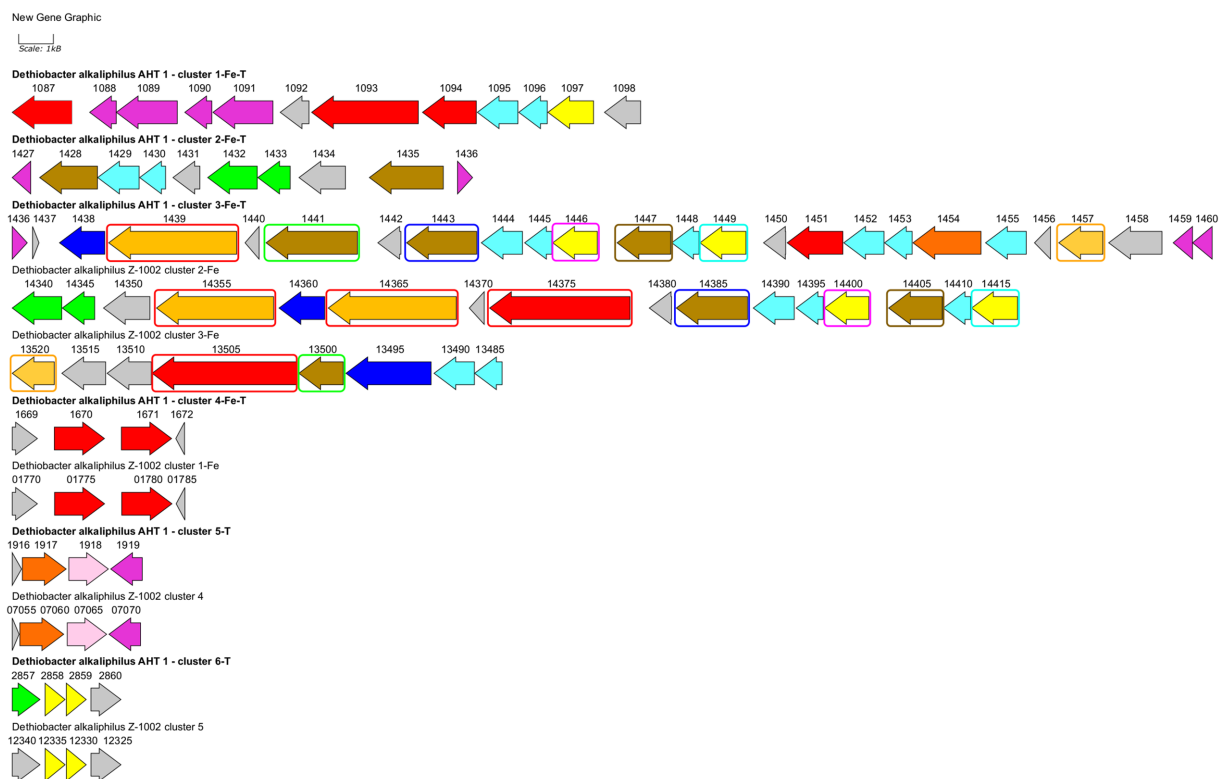 New Gene Graphic
Scale: 1kB
Dethiobacter alkaliphilus AHT 1 - cluster 1-Fe-T
1087 1088 1089 1090 1091 1092 1093 1094 1095 1096 1097 1098
Dethiobacter alkaliphilus AHT 1 - cluster 2-Fe-T
1427 1428 1429 1430 1431 1432 1433 1434 1435 1436
Dethiobacter alkaliphilus AHT 1 - cluster 3-Fe-T
1436 1437 1438 1439 1440 1441 1442 1443 1444 1445 1446 1447 1448 1449 1450 1451 1452 1453 1454 1455 1456 1457 1458 1459 1460
Dethiobacter alkaliphilus Z-1002 cluster 2-Fe
14340 14345 14350 14355 14360 14365 14370 14375 14380 14385 14390 14395 14400 14405 14410 14415
Dethiobacter alkaliphilus Z-1002 cluster 3-Fe
13520 13515 13510 13505 13500 13495 13490 13485
Dethiobacter alkaliphilus AHT 1 - cluster 4-Fe-T
1669 1670 1671 1672
Dethiobacter alkaliphilus Z-1002 cluster 1-Fe
01770 01775 01780 01785
Dethiobacter alkaliphilus AHT 1 - cluster 5-T
1916 1917 1918 1919
Dethiobacter alkaliphilus Z-1002 cluster 4
07055 07060 07065 07070
Dethiobacter alkaliphilus AHT 1 - cluster 6-T
2857 2858 2859 2860
Dethiobacter alkaliphilus Z-1002 cluster 5
12340 12335 12330 12325